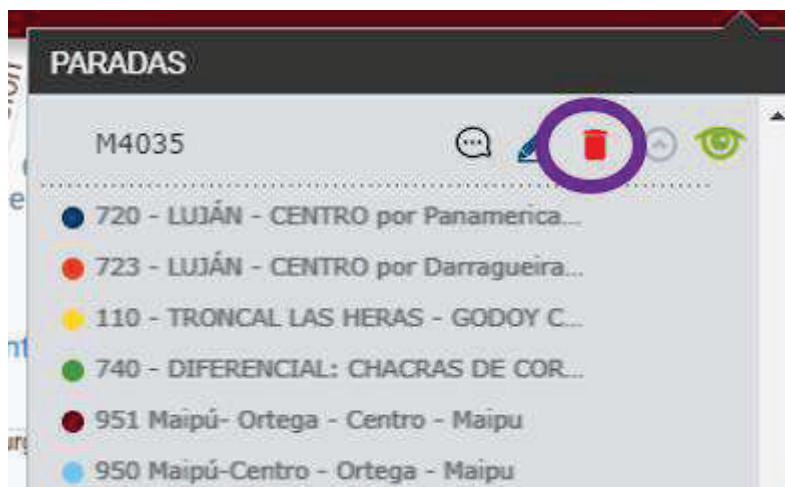 PARADAS
M4035
720 - LUJÁN - CENTRO por Panamerica...
723 - LUJÁN - CENTRO por Darragueira...
110 - TRONCAL LAS HERAS - GODOY C...
740 - DIFERENCIAL: CHACRAS DE COR...
951 Maipú- Ortega - Centro - Maipu
950 Maipú-Centro - Ortega - Maipu